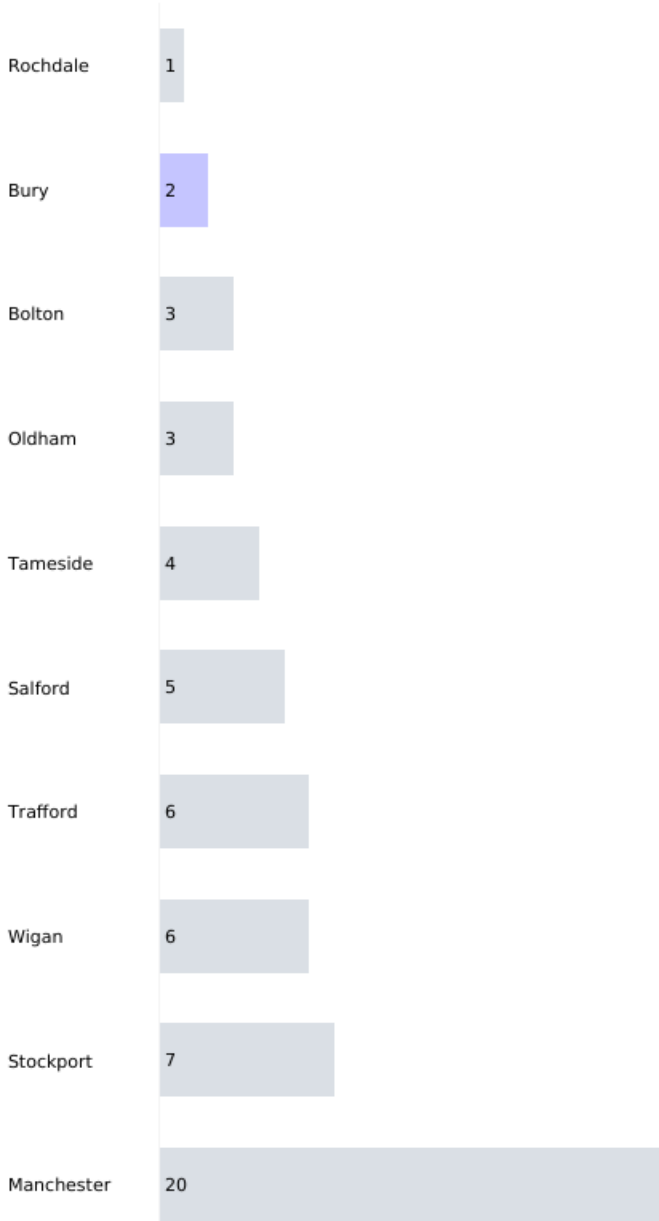 Rochdale 1
Bury 2
Bolton 3
Oldham 3
Tameside 4
Salford 5
Trafford 6
Wigan 6
Stockport 7
Manchester 20